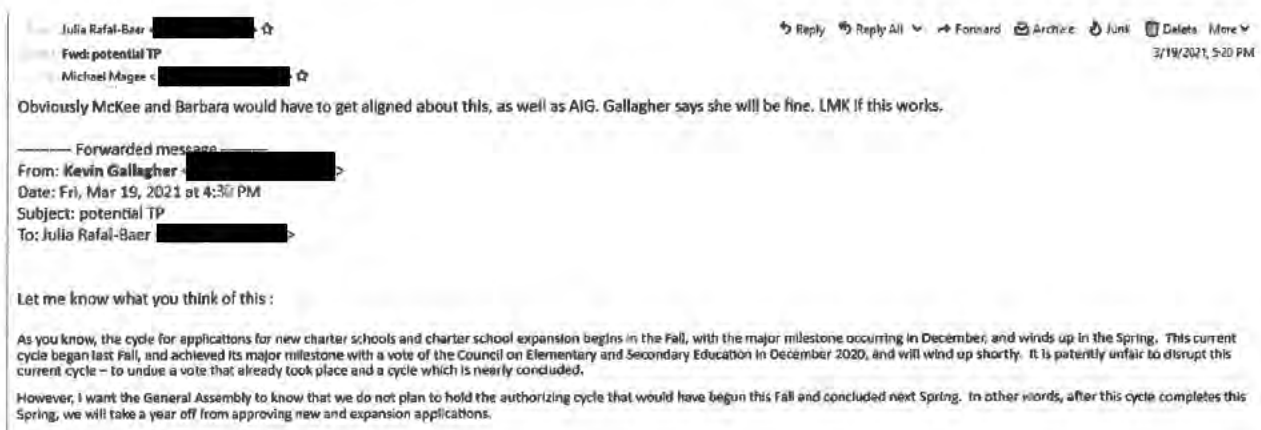 Julia Rafal-Baer <
Reply Reply All Forward Archive Junk Delete More
Fwd: potential TP
3/19/2021, 5:20 PM
Michael Magee <
Obviously McKee and Barbara would have to get aligned about this, as well as AIG. Gallagher says she will be fine. LMK if this works.
Forwarded message
From: Kevin Gallagher < >
Date: Fri, Mar 19, 2021 at 4:30 PM
Subject: potential TP
To: Julia Rafal-Baer >
Let me know what you think of this :
As you know, the cycle for applications for new charter schools and charter school expansion begins in the Fall, with the major milestone occurring in December, and winds up in the Spring. This current
cycle began last Fall, and achieved its major milestone with a vote of the Council on Elementary and Secondary Education in December 2020, and will wind up shortly. It is patently unfair to disrupt this
current cycle – to undue a vote that already took place and a cycle which is nearly concluded.
However, I want the General Assembly to know that we do not plan to hold the authorizing cycle that would have begun this Fall and concluded next Spring. In other words, after this cycle completes this
Spring, we will take a year off from approving new and expansion applications.